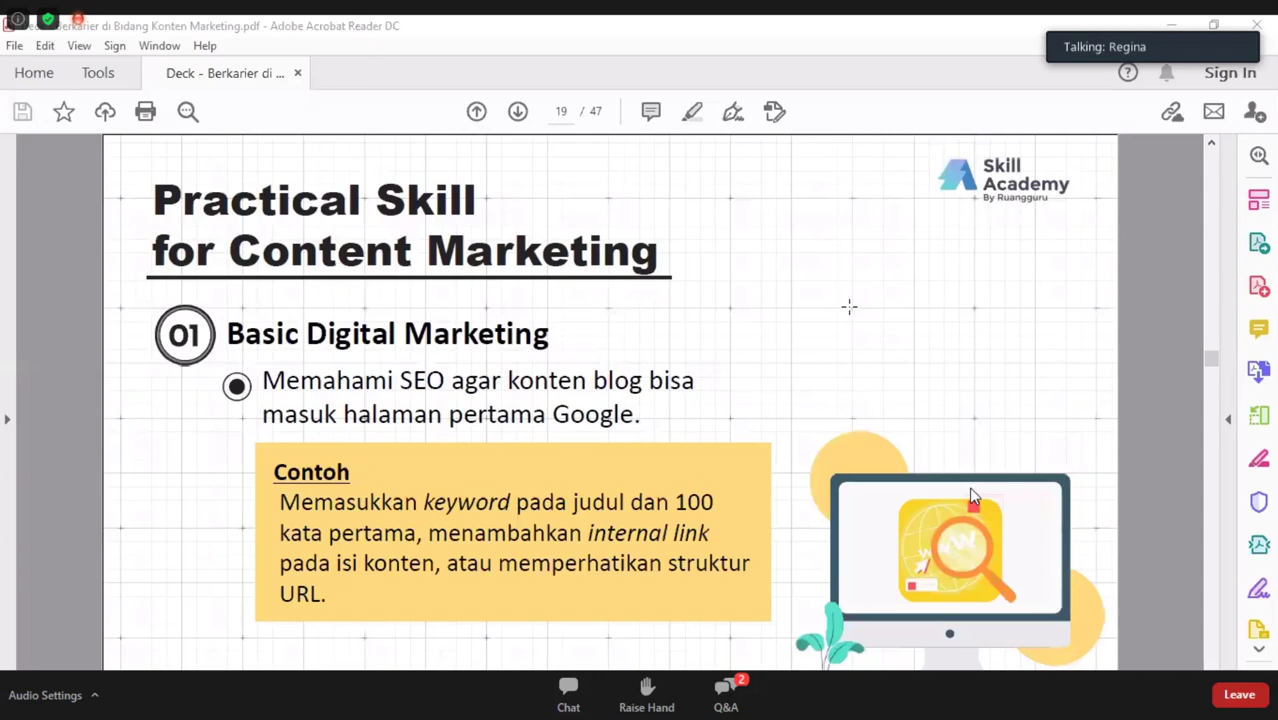 Berkarier di Bidang Konten Marketing.pdf - Adobe Acrobat Reader DC
File Edit View Sign Window Help
Talking: Regina
Home Tools Deck - Berkarier di ... × Sign In
19 / 47
Practical Skill
for Content Marketing
Skill
Academy
By Ruangguru
01 Basic Digital Marketing
Memahami SEO agar konten blog bisa
masuk halaman pertama Google.
Contoh
Memasukkan keyword pada judul dan 100
kata pertama, menambahkan internal link
pada isi konten, atau memperhatikan struktur
URL.
Audio Settings
Chat
Raise Hand
2
Q&A
Leave